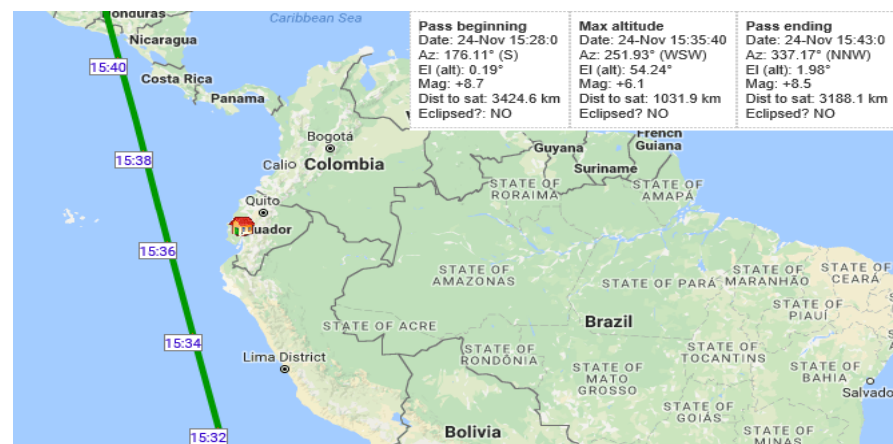 Honduras
Caribbean Sea
Nicaragua
15:40
Costa Rica
Panama
Pass beginning
Date: 24-Nov 15:28:0
Az: 176.11° (S)
El (alt): 0.19°
Mag: +8.7
Dist to sat: 3424.6 km
Eclipsed?: NO
Max altitude
Date: 24-Nov 15:35:40
Az: 251.93° (WSW)
El (alt): 54.24°
Mag: +6.1
Dist to sat: 1031.9 km
Eclipsed? NO
Pass ending
Date: 24-Nov 15:43:0
Az: 337.17° (NNW)
El (alt): 1.98°
Mag: +8.5
Dist to sat: 3188.1 km
Eclipsed? NO
V
Bogotá
Guyana
French
Guiana
15:38
Cali
Colombia
Suriname
STATE OF
RORAIMA
STATE OF
AMAPÁ
Quito
uador
15:36
STATE OF
AMAZONAS
STATE OF PARÁ
STATE OF
MARANHÃO
STATE OF
CEARÁ
STATE OF
PIAUÍ
STATE OF ACRE
Brazil
15:34
Lima District
STATE OF
RONDÔNIA
STATE OF
TOCANTINS
STATE OF
MATO
GROSSO
STATE OF
BAHIA
Salvado
STATE OF
GOIÁS
15:32
Bolivia
STATE OF
MINAS